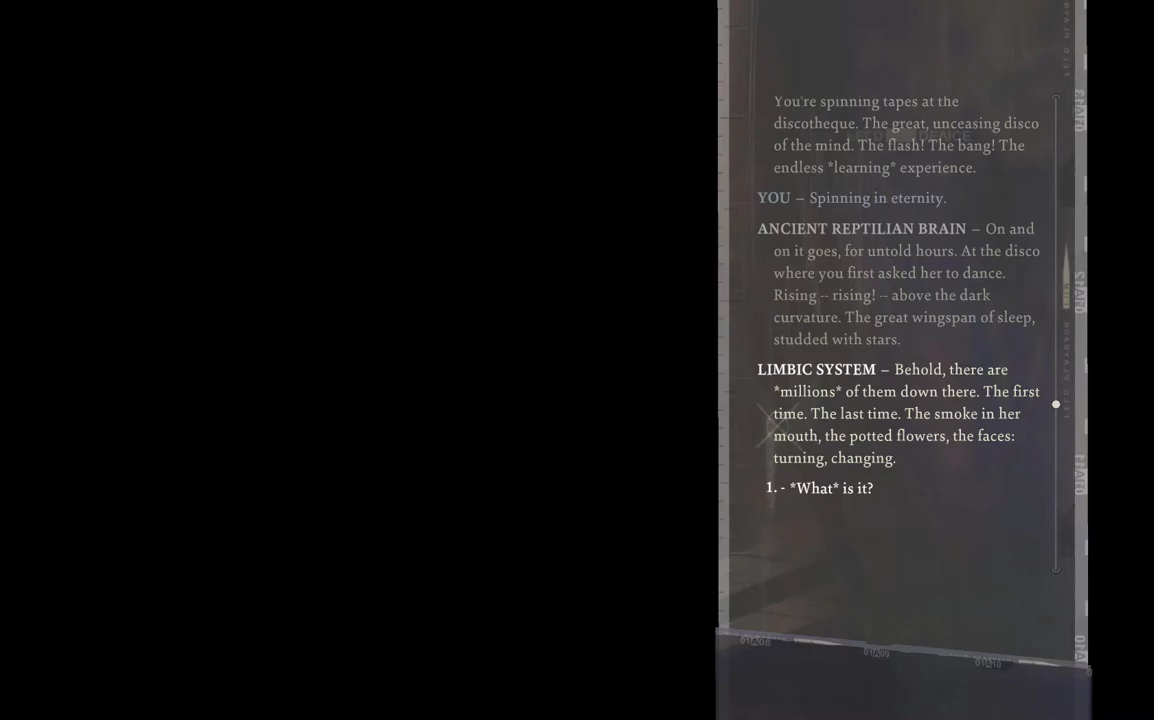 You're spinning tapes at the
discotheque. The great, unceasing disco
of the mind. The flash! The bang! The
endless *learning* experience.
YOU – Spinning in eternity.
ANCIENT REPTILIAN BRAIN – On and
on it goes, for untold hours. At the disco
where you first asked her to dance.
Rising -- rising! -- above the dark
curvature. The great wingspan of sleep,
studded with stars.
LIMBIC SYSTEM – Behold, there are
*millions* of them down there. The first
time. The last time. The smoke in her
mouth, the potted flowers, the faces:
turning, changing.
1. - *What* is it?
01A08
01A09
01A10